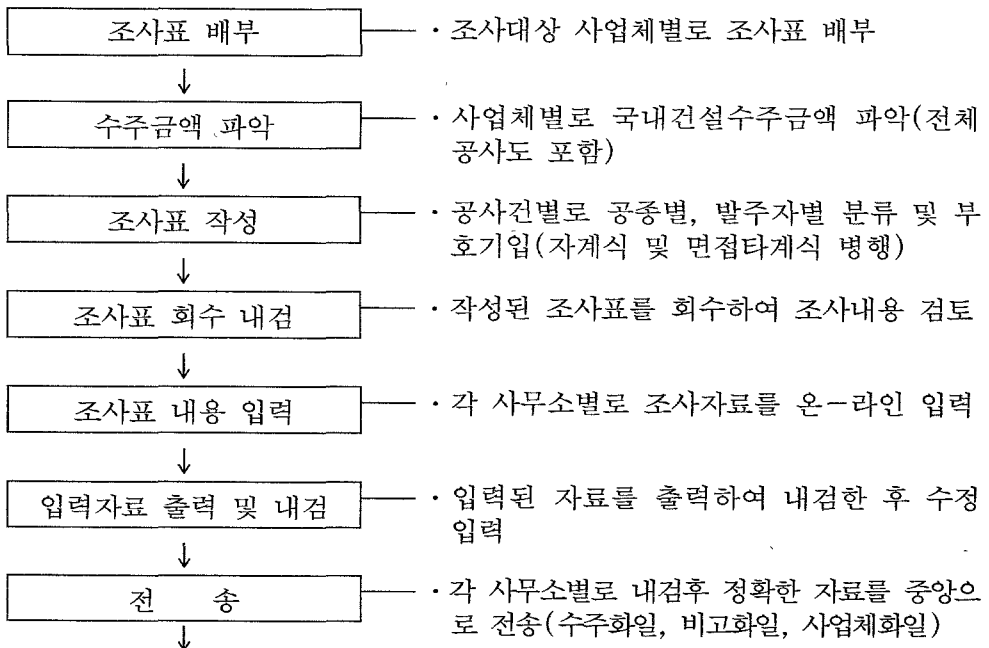 조사표 배부
· 조사대상 사업체별로 조사표 배부
↓
수주금액 파악
· 사업체별로 국내건설수주금액 파악(전체
공사도 포함)
↓
조사표 작성
· 공사건별로 공종별, 발주자별 분류 및 부
호기입(자계식 및 면접타계식 병행)
↓
조사표 회수 내검
· 작성된 조사표를 회수하여 조사내용 검토
↓
조사표 내용 입력
· 각 사무소별로 조사자료를 온-라인 입력
↓
입력자료 출력 및 내검
· 입력된 자료를 출력하여 내검한 후 수정
입력
↓
전 송
· 각 사무소별로 내검후 정확한 자료를 중앙으
로 전송(수주화일, 비고화일, 사업체화일)
↓